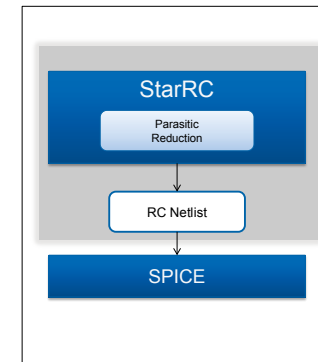 StarRC
Parasitic
Reduction
RC Netlist
SPICE